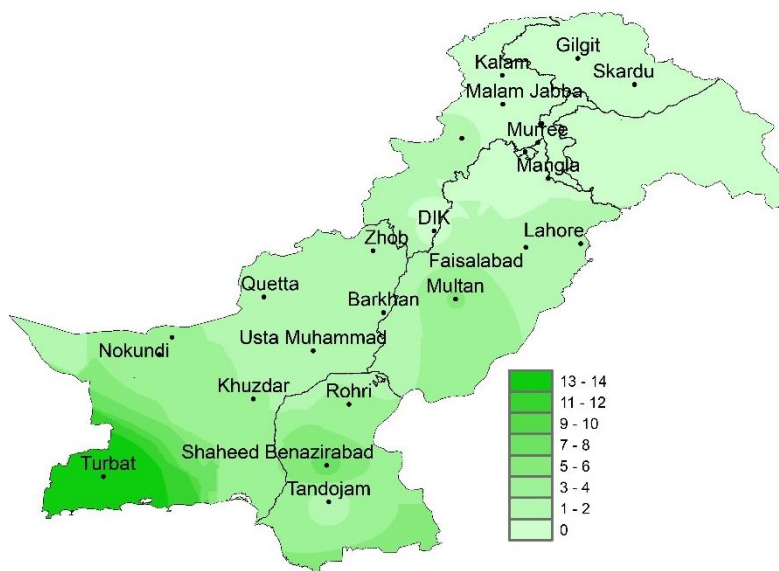 Gilgit
Kalam
Skardu
Malam Jabba
Murree
Mangla
DIK
Zhob
Lahore
Faisalabad
Quetta
Multan
Barkhan
Usta Muhammad
Nokundi
Khuzdar
Rohri
Shaheed Benazirabad
Turbat
Tandojam
13 - 14
11 - 12
9 - 10
7 - 8
5 - 6
3 - 4
1 - 2
0